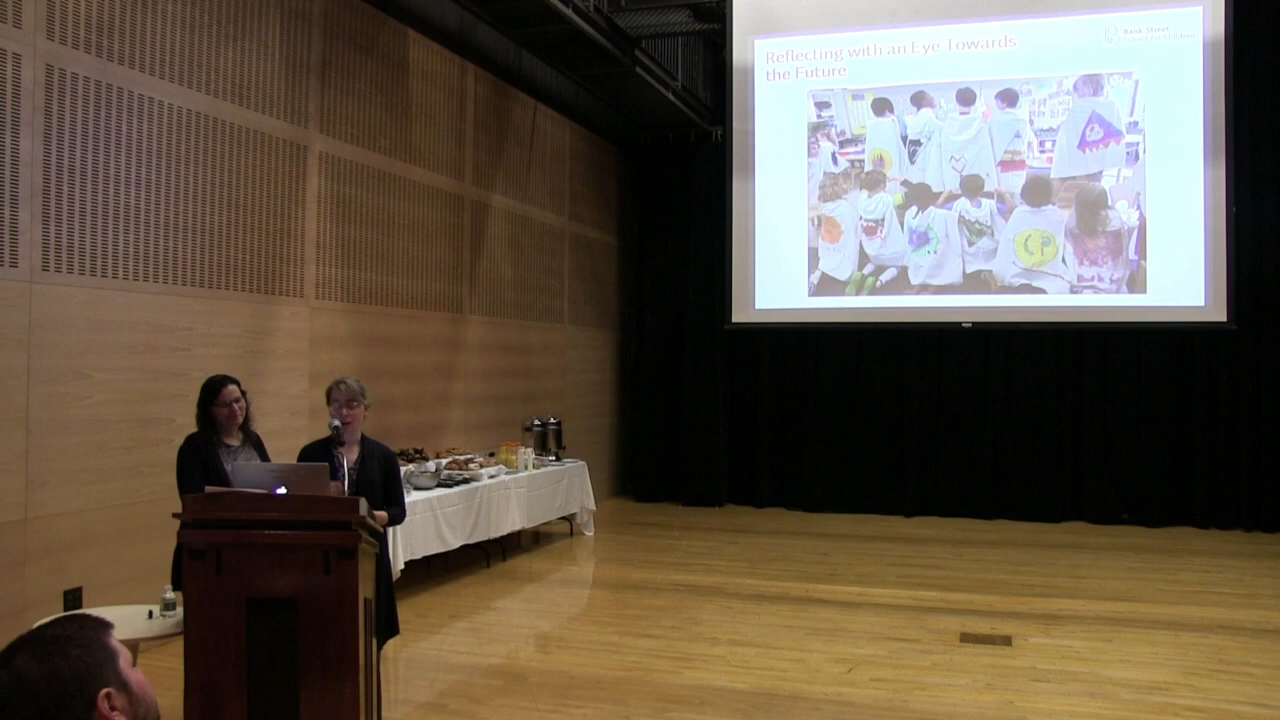 Reflecting with an Eye Towards
the Future
Bank Street
School for Children